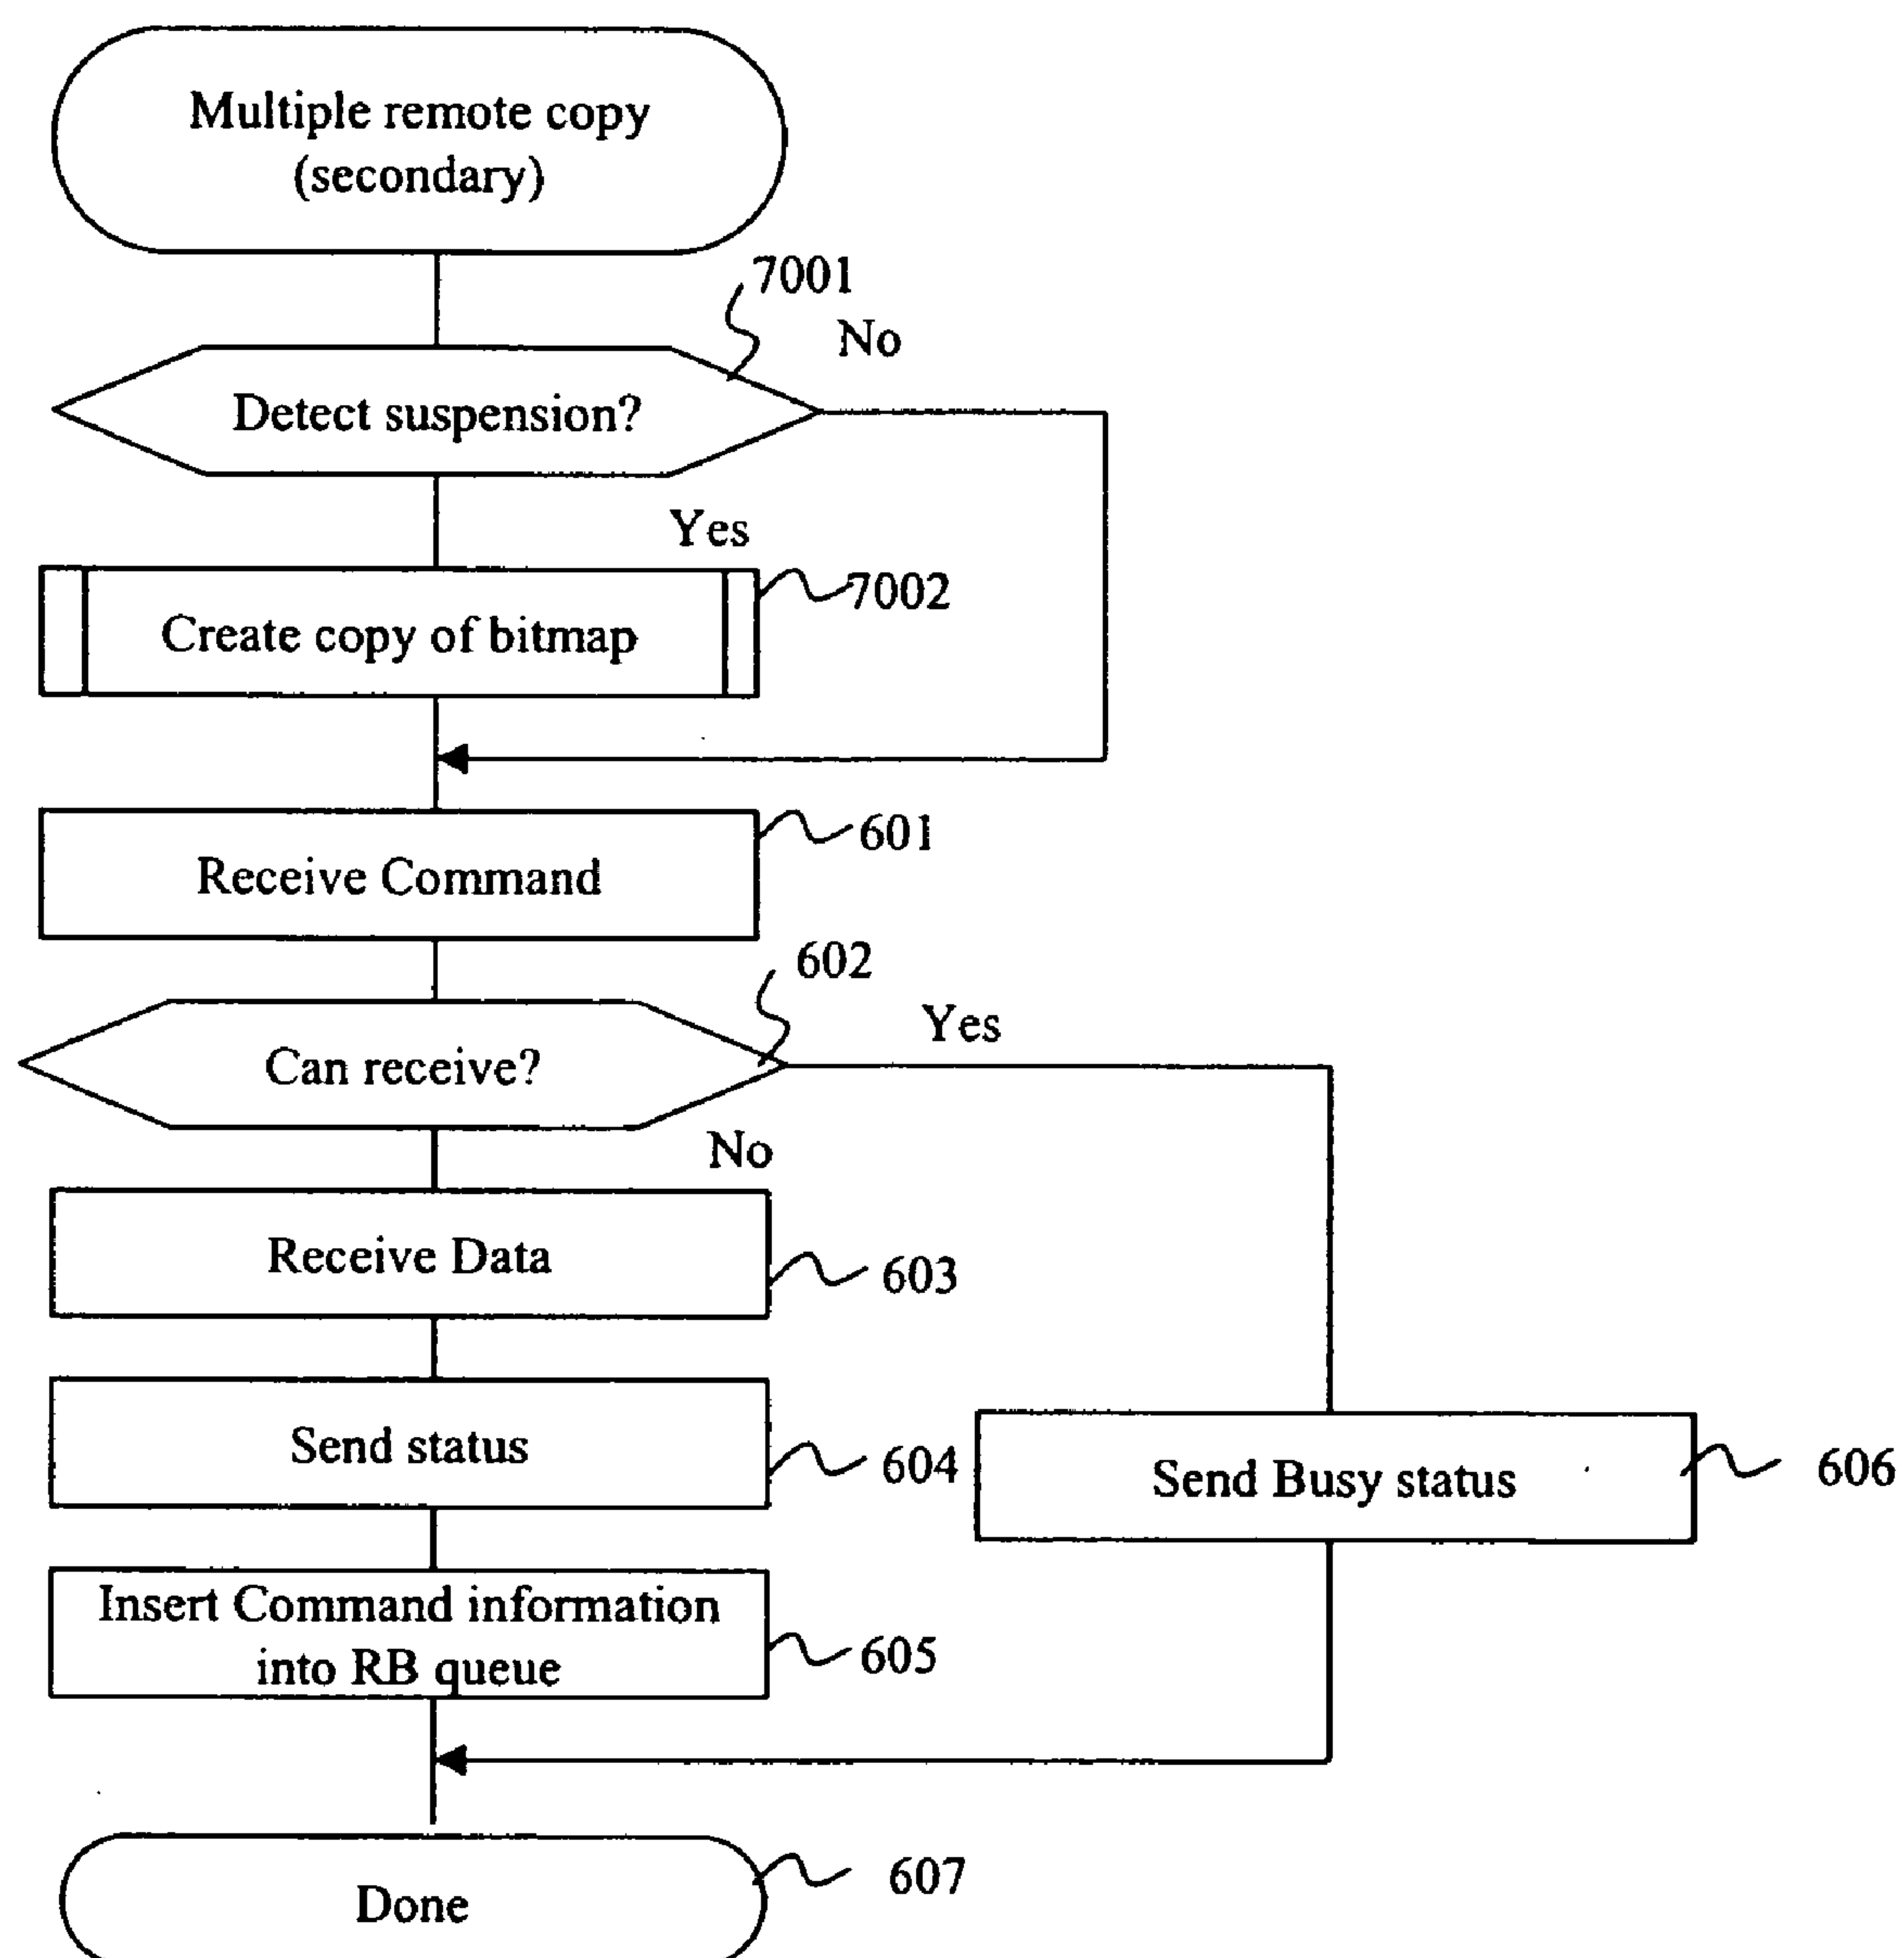 Multiple remote copy
(secondary)
7001
No
Detect suspension?
Yes
7002
Create copy of bitmap
601
Receive Command
602
Yes
Can receive?
No
Receive Data
603
Send status
604
Send Busy status
606
Insert Command information
into RB queue
605
607
Done